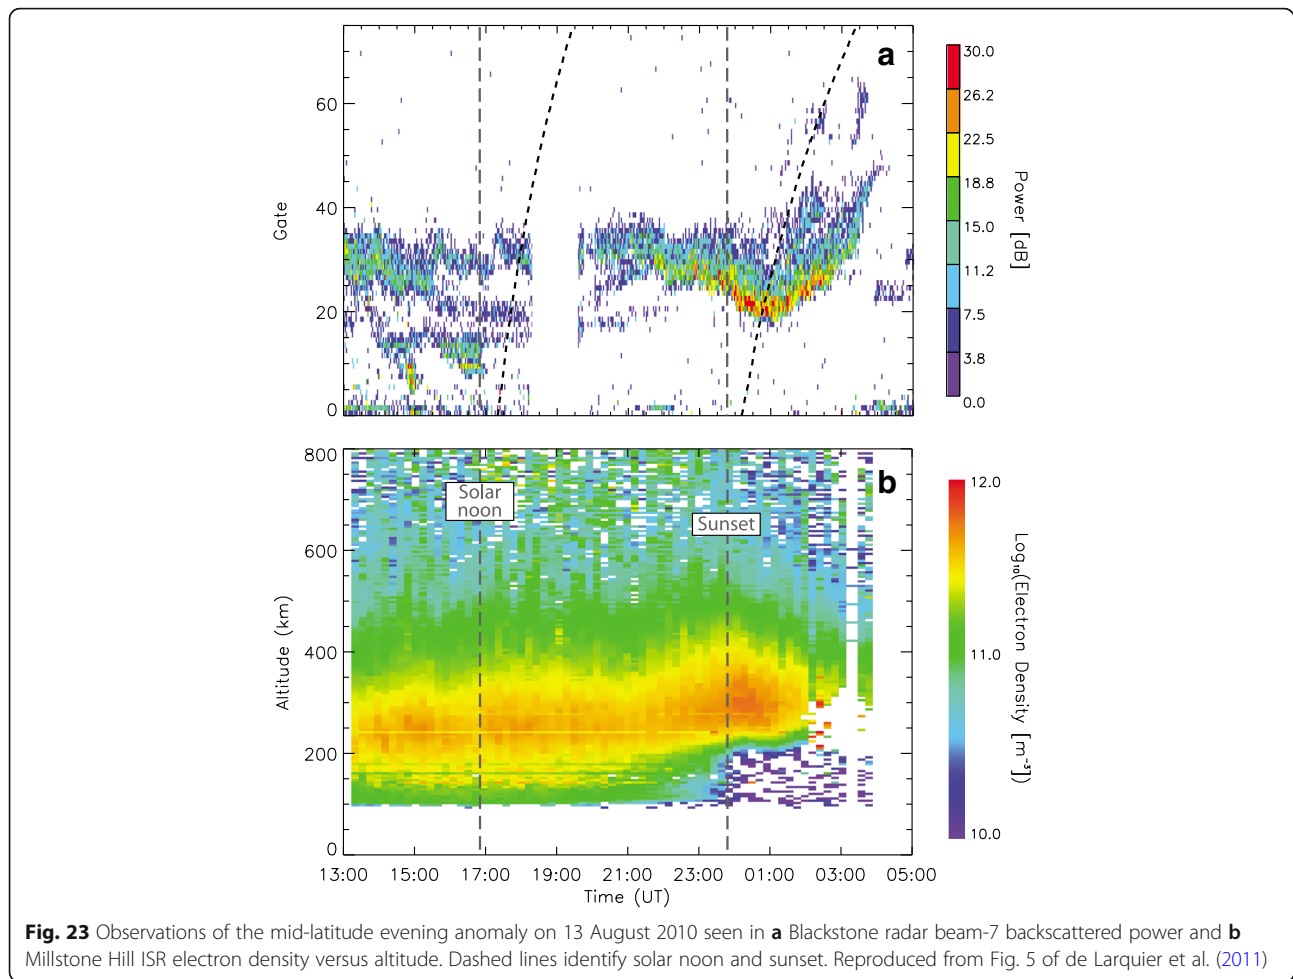 a
60
40
20
0
Gate
30.0
26.2
22.5
18.8
15.0
11.2
7.5
3.8
0.0
Power [dB]
b
800
600
400
200
0
Altitude (km)
Solar
noon
Sunset
12.0
11.0
10.0
Log₁₀(Electron Density [m⁻³])
13:00 15:00 17:00 19:00 21:00 23:00 01:00 03:00 05:00
Time (UT)
Fig. 23 Observations of the mid-latitude evening anomaly on 13 August 2010 seen in a Blackstone radar beam-7 backscattered power and b
Millstone Hill ISR electron density versus altitude. Dashed lines identify solar noon and sunset. Reproduced from Fig. 5 of de Larquier et al. (2011)